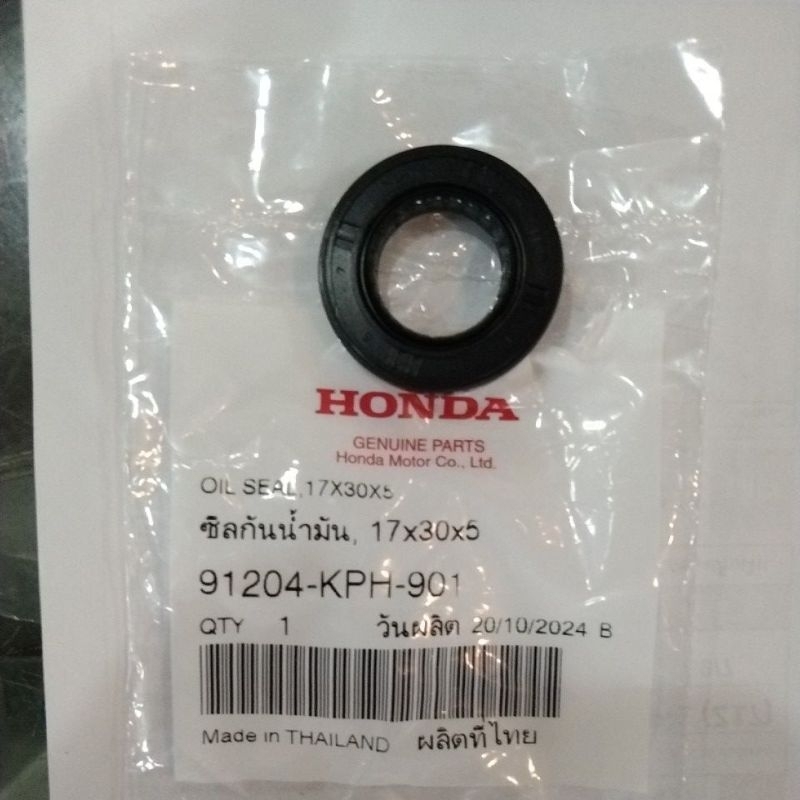 HONDA
GENUINE PARTS
Honda Motor Co., Ltd.
OIL SEAL,17X30X5
ซีลกันน้ำมัน, 17x30x5
91204-KPH-901
QTY 1 วันผลิต 20/10/2024 B
Made in THAILAND ผลิตที่ไทย